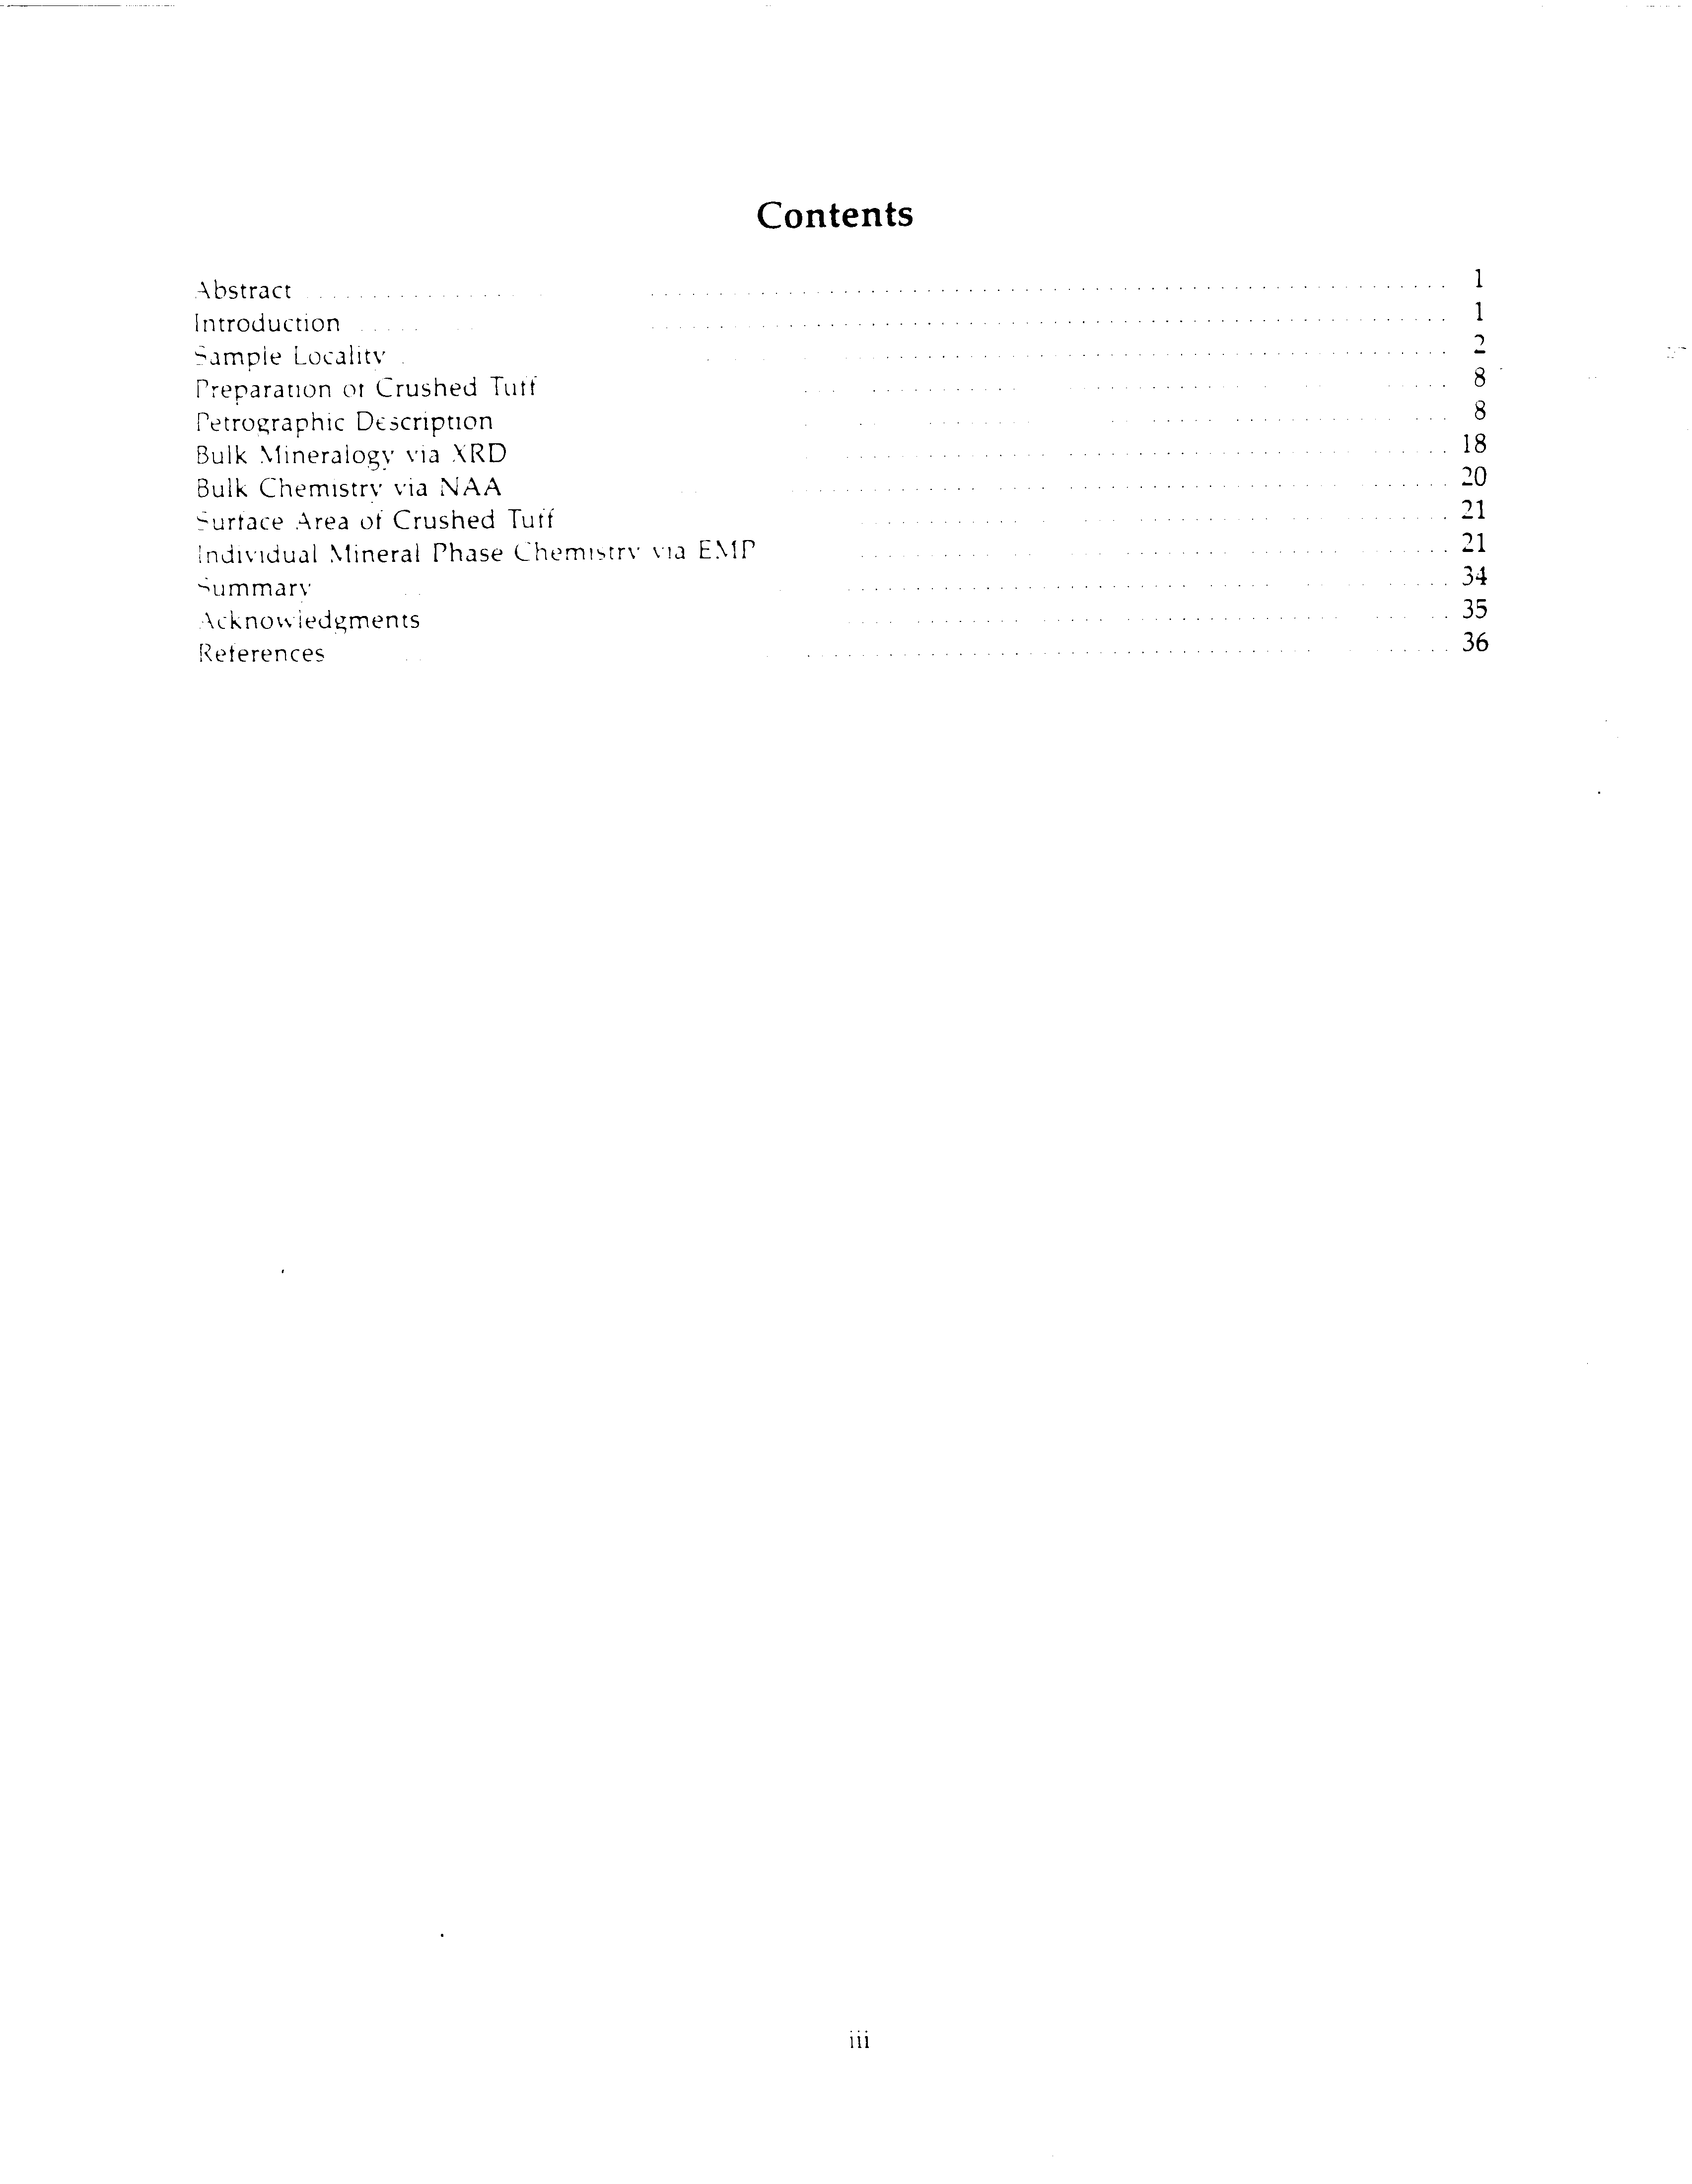 Contents
Abstract 1
Introduction 1
Sample Locality 2
Preparation of Crushed Tuff 8
Petrographic Description 8
Bulk Mineralogy via XRD 18
Bulk Chemistry via NAA 20
Surface Area of Crushed Tuff 21
Individual Mineral Phase Chemistry via EMP 21
Summary 34
Acknowledgments 35
References 36
iii